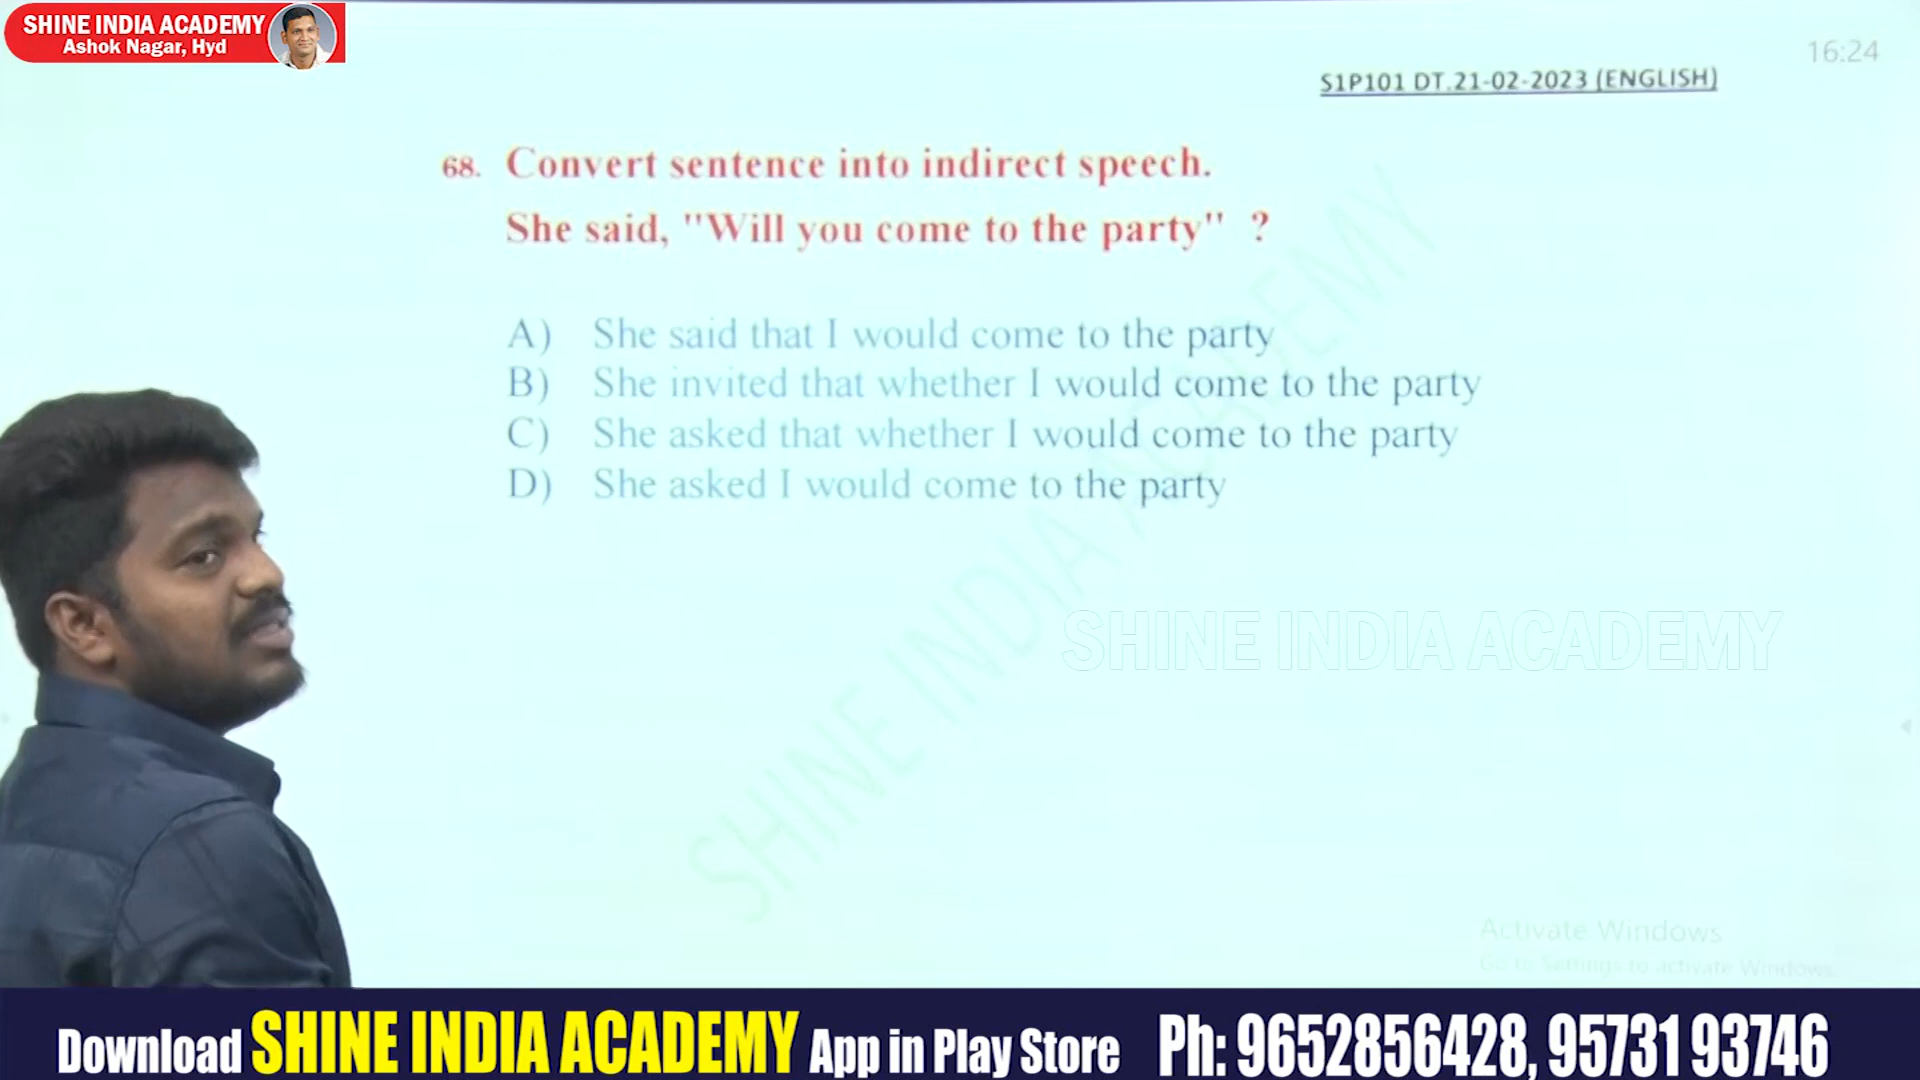 SHINE INDIA ACADEMY
Ashok Nagar, Hyd
16:24
S1P101 DT.21-02-2023 (ENGLISH)
68. Convert sentence into indirect speech.
She said, "Will you come to the party" ?
A) She said that I would come to the party
B) She invited that whether I would come to the party
C) She asked that whether I would come to the party
D) She asked I would come to the party
SHINE INDIA ACADEMY
SHINE INDIA ACADEMY
Activate Windows
Go to Settings to activate Windows.
Download SHINE INDIA ACADEMY App in Play Store Ph: 9652856428, 95731 93746